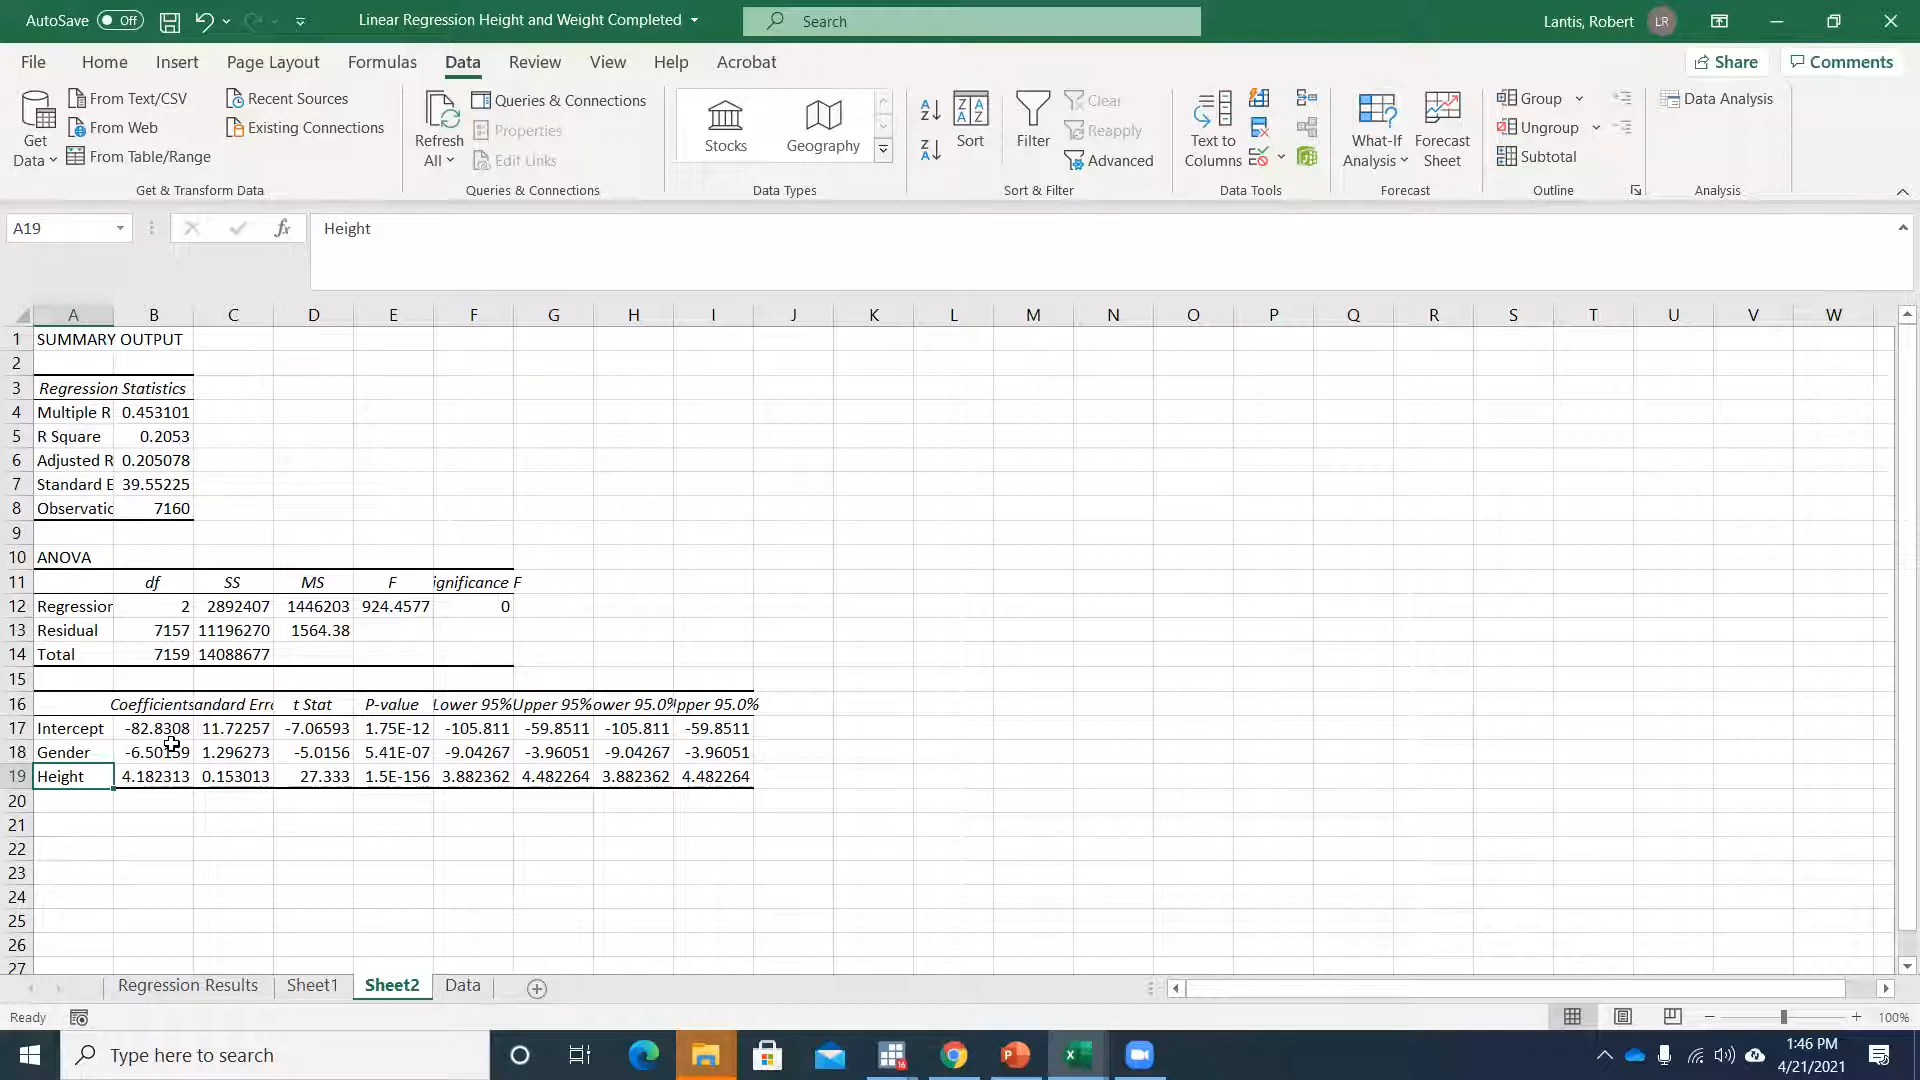 AutoSave Off Linear Regression Height and Weight Completed Search Lantis, Robert LR
File Home Insert Page Layout Formulas Data Review View Help Acrobat Share Comments
Get Data
From Text/CSV
From Web
From Table/Range
Recent Sources
Existing Connections
Get & Transform Data
Refresh All
Queries & Connections
Properties
Edit Links
Queries & Connections
Stocks
Geography
Data Types
Sort
Filter
Clear
Reapply
Advanced
Sort & Filter
Text to Columns
Data Tools
What-If Analysis
Forecast Sheet
Forecast
Group
Ungroup
Subtotal
Outline
Data Analysis
Analysis
A19 fx Height
A B C D E F G H I J K L M N O P Q R S T U V W
1 SUMMARY OUTPUT
2
3 Regression Statistics
4 Multiple R 0.453101
5 R Square 0.2053
6 Adjusted R 0.205078
7 Standard E 39.55225
8 Observatic 7160
9
10 ANOVA
11 df SS MS F ignificance F
12 Regression 2 2892407 1446203 924.4577 0
13 Residual 7157 11196270 1564.38
14 Total 7159 14088677
15
16 Coefficients andard Erro t Stat P-value Lower 95% Upper 95% ower 95.0% pper 95.0%
17 Intercept -82.8308 11.72257 -7.06593 1.75E-12 -105.811 -59.8511 -105.811 -59.8511
18 Gender -6.50159 1.296273 -5.0156 5.41E-07 -9.04267 -3.96051 -9.04267 -3.96051
19 Height 4.182313 0.153013 27.333 1.5E-156 3.882362 4.482264 3.882362 4.482264
20
21
22
23
24
25
26
27
Regression Results Sheet1 Sheet2 Data
Ready 100%
Type here to search 16 1:46 PM
4/21/2021